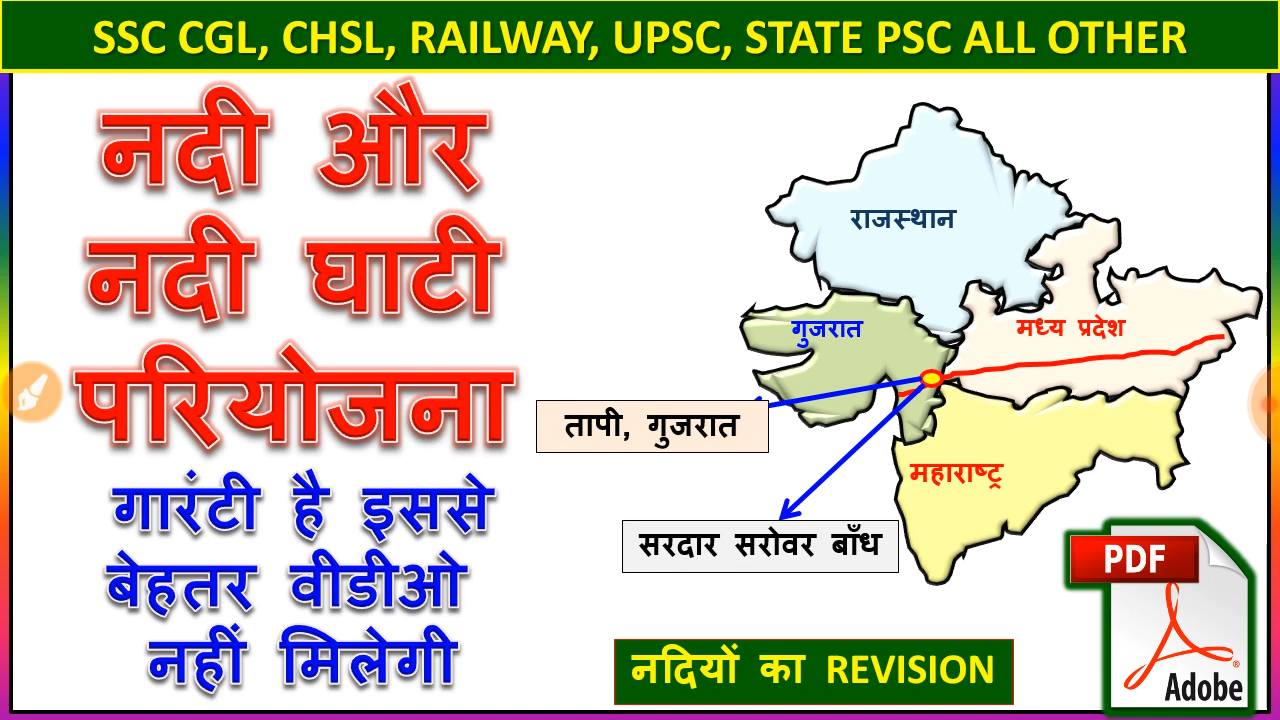 SSC CGL, CHSL, RAILWAY, UPSC, STATE PSC ALL OTHER
नदी और
नदी घाटी
परियोजना
गारंटी है इससे
बेहतर वीडीओ
नहीं मिलेगी
राजस्थान
गुजरात
मध्य प्रदेश
तापी, गुजरात
महाराष्ट्र
सरदार सरोवर बाँध
नदियों का REVISION
PDF
Adobe